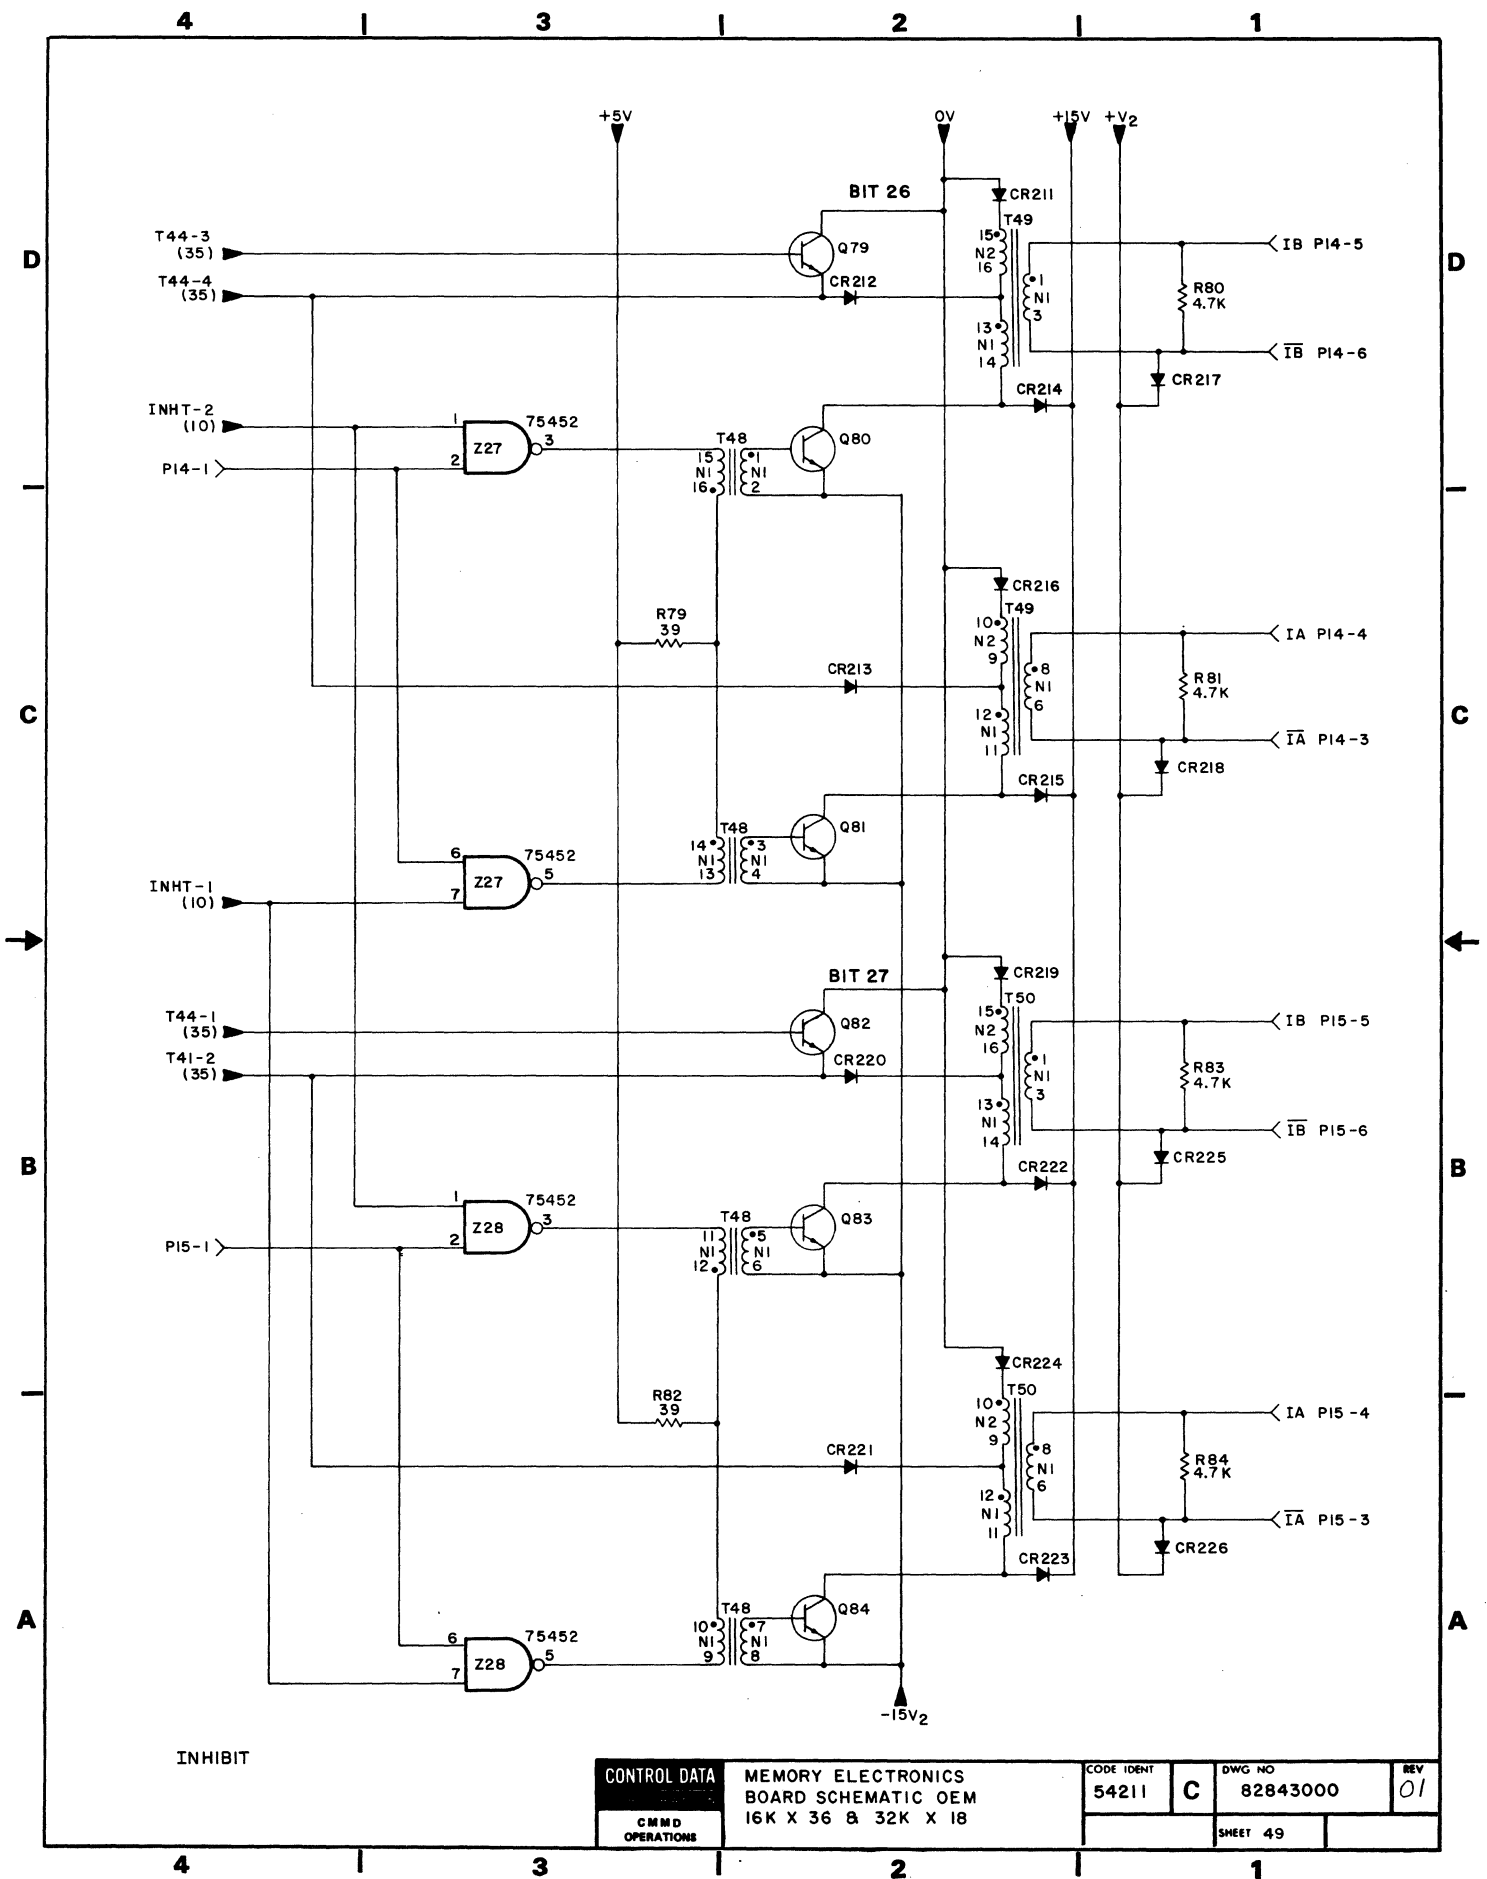 4 3 2 1
+5V 0V +15V +V2
BIT 26
CR211
T49
T44-3
(35)
Q79
15
N2
16
IB P14-5
D D
T44-4
(35)
CR212
1
N1
3
R80
4.7K
13
N1
14
IB P14-6
CR217
CR214
INHT-2
(10)
1
75452
Z27
3
2
P14-1
T48
15
N1
16
1
N1
2
Q80
CR216
T49
R79
39
10
N2
9
IA P14-4
CR213
8
N1
6
R81
4.7K
C C
12
N1
11
IA P14-3
CR218
CR215
T48
14
N1
13
3
N1
4
Q81
6
75452
Z27
5
7
INHT-1
(10)
BIT 27
CR219
T50
T44-1
(35)
Q82
15
N2
16
IB P15-5
T41-2
(35)
CR220
1
N1
3
R83
4.7K
13
N1
14
IB P15-6
CR225
B B
CR222
1
75452
Z28
3
2
P15-1
T48
11
N1
12
5
N1
6
Q83
CR224
T50
R82
39
10
N2
9
IA P15-4
CR221
8
N1
6
R84
4.7K
12
N1
11
IA P15-3
CR226
CR223
A A
T48
10
N1
9
7
N1
8
Q84
6
75452
Z28
5
7
-15V2
INHIBIT
CONTROL DATA
CMMD
OPERATIONS
MEMORY ELECTRONICS
BOARD SCHEMATIC OEM
16K X 36 & 32K X 18
CODE IDENT
54211
C
DWG NO
82843000
REV
01
SHEET 49
4 3 2 1